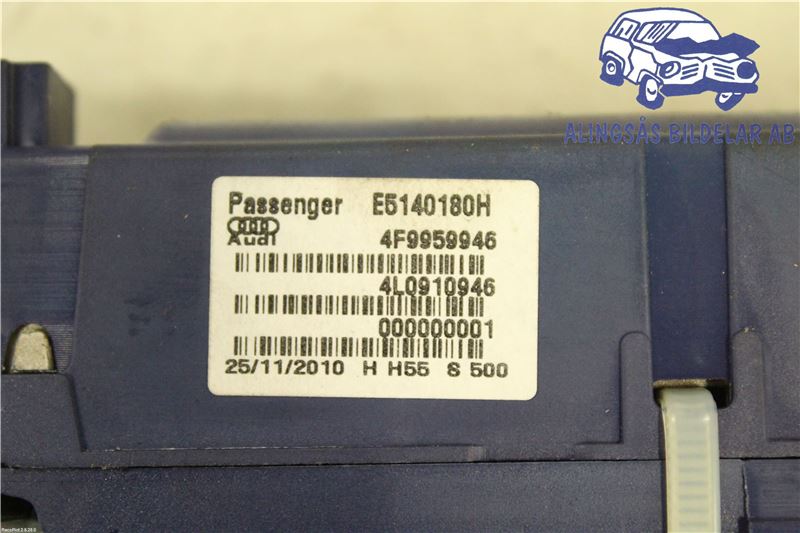 ALINGSÅS BILDELAR AB
Passenger E5140180H
Audi 4F9959946
4L0910946
000000001
25/11/2010 H H55 S 500